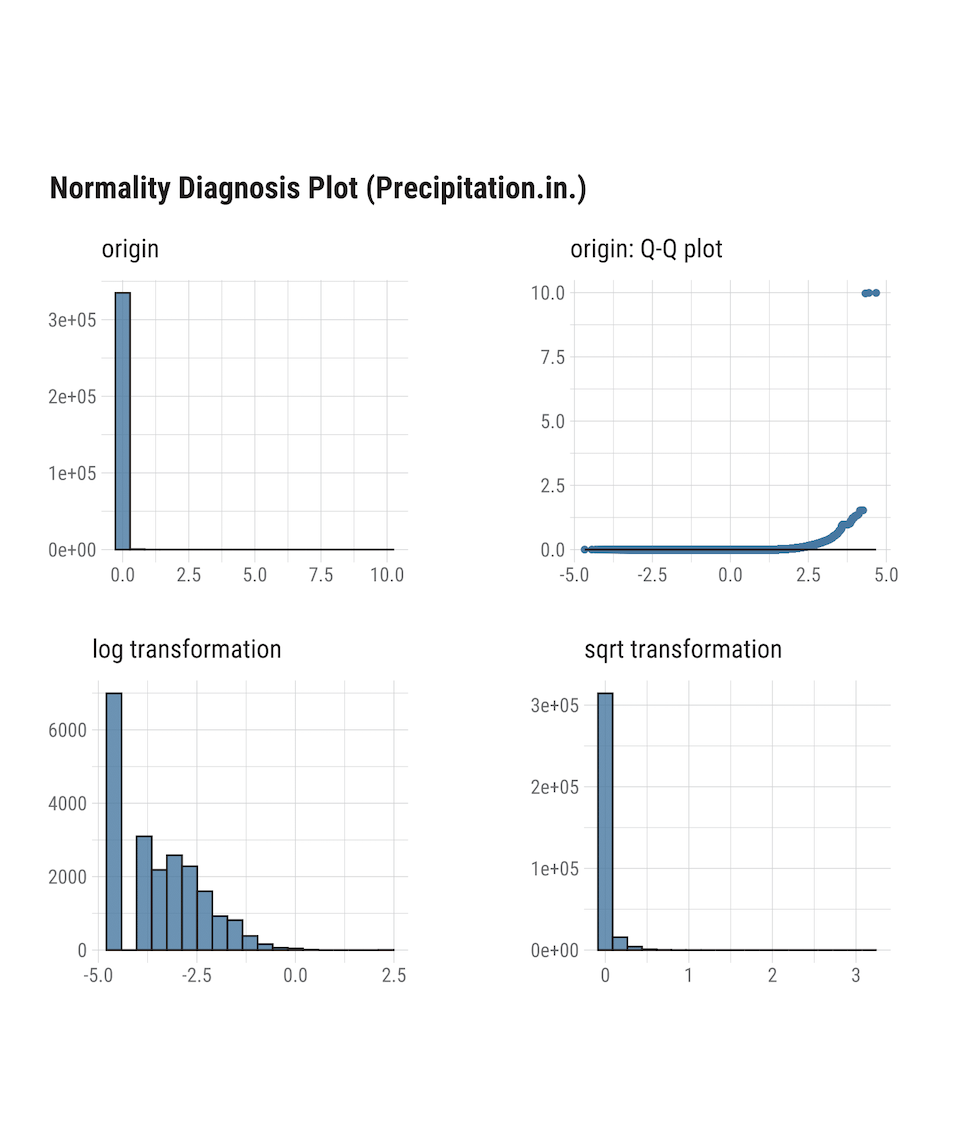 Normality Diagnosis Plot (Precipitation.in.)
origin
3e+05
2e+05
1e+05
0e+00
0.0 2.5 5.0 7.5 10.0
origin: Q-Q plot
10.0
7.5
5.0
2.5
0.0
-5.0 -2.5 0.0 2.5 5.0
log transformation
6000
4000
2000
0
-5.0 -2.5 0.0 2.5
sqrt transformation
3e+05
2e+05
1e+05
0e+00
0 1 2 3